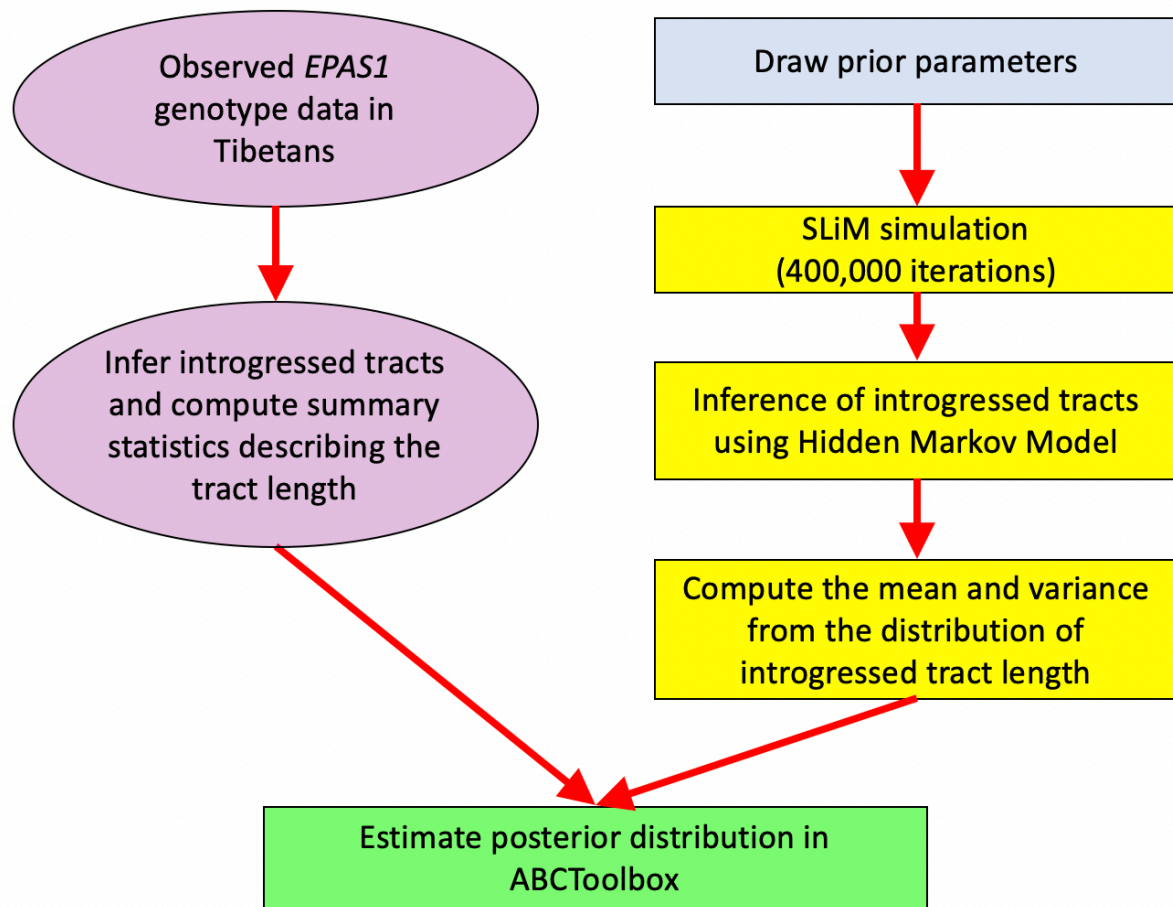 Observed EPAS1
genotype data in
Tibetans
Infer introgressed tracts
and compute summary
statistics describing the
tract length
Draw prior parameters
SLiM simulation
(400,000 iterations)
Inference of introgressed tracts
using Hidden Markov Model
Compute the mean and variance
from the distribution of
introgressed tract length
Estimate posterior distribution in
ABCToolbox